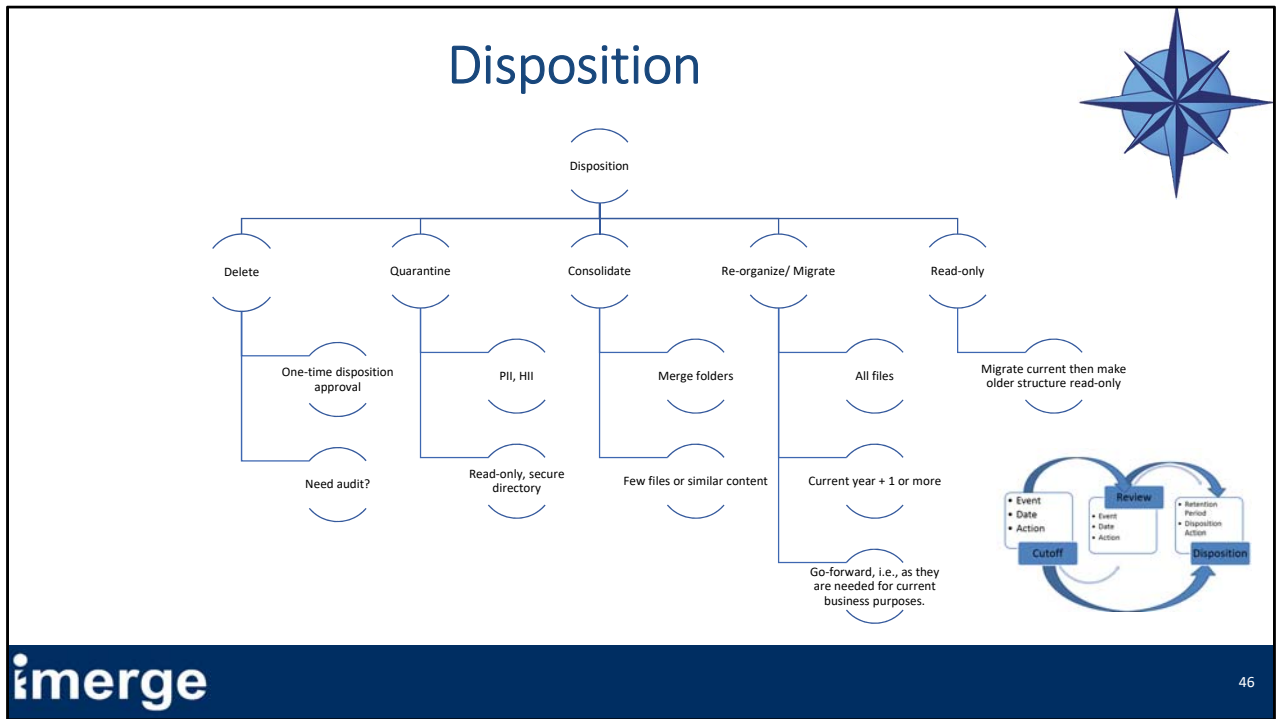 Disposition
Disposition
Delete
Quarantine
Consolidate
Re-organize/ Migrate
Read-only
One-time disposition
approval
Need audit?
PII, HII
Read-only, secure
directory
Merge folders
Few files or similar content
All files
Current year + 1 or more
Go-forward, i.e., as they
are needed for current
business purposes.
Migrate current then make
older structure read-only
• Event
• Date
• Action
Cutoff
Review
• Event
• Date
• Action
• Retention
Period
• Disposition
Action
Disposition
imerge
46